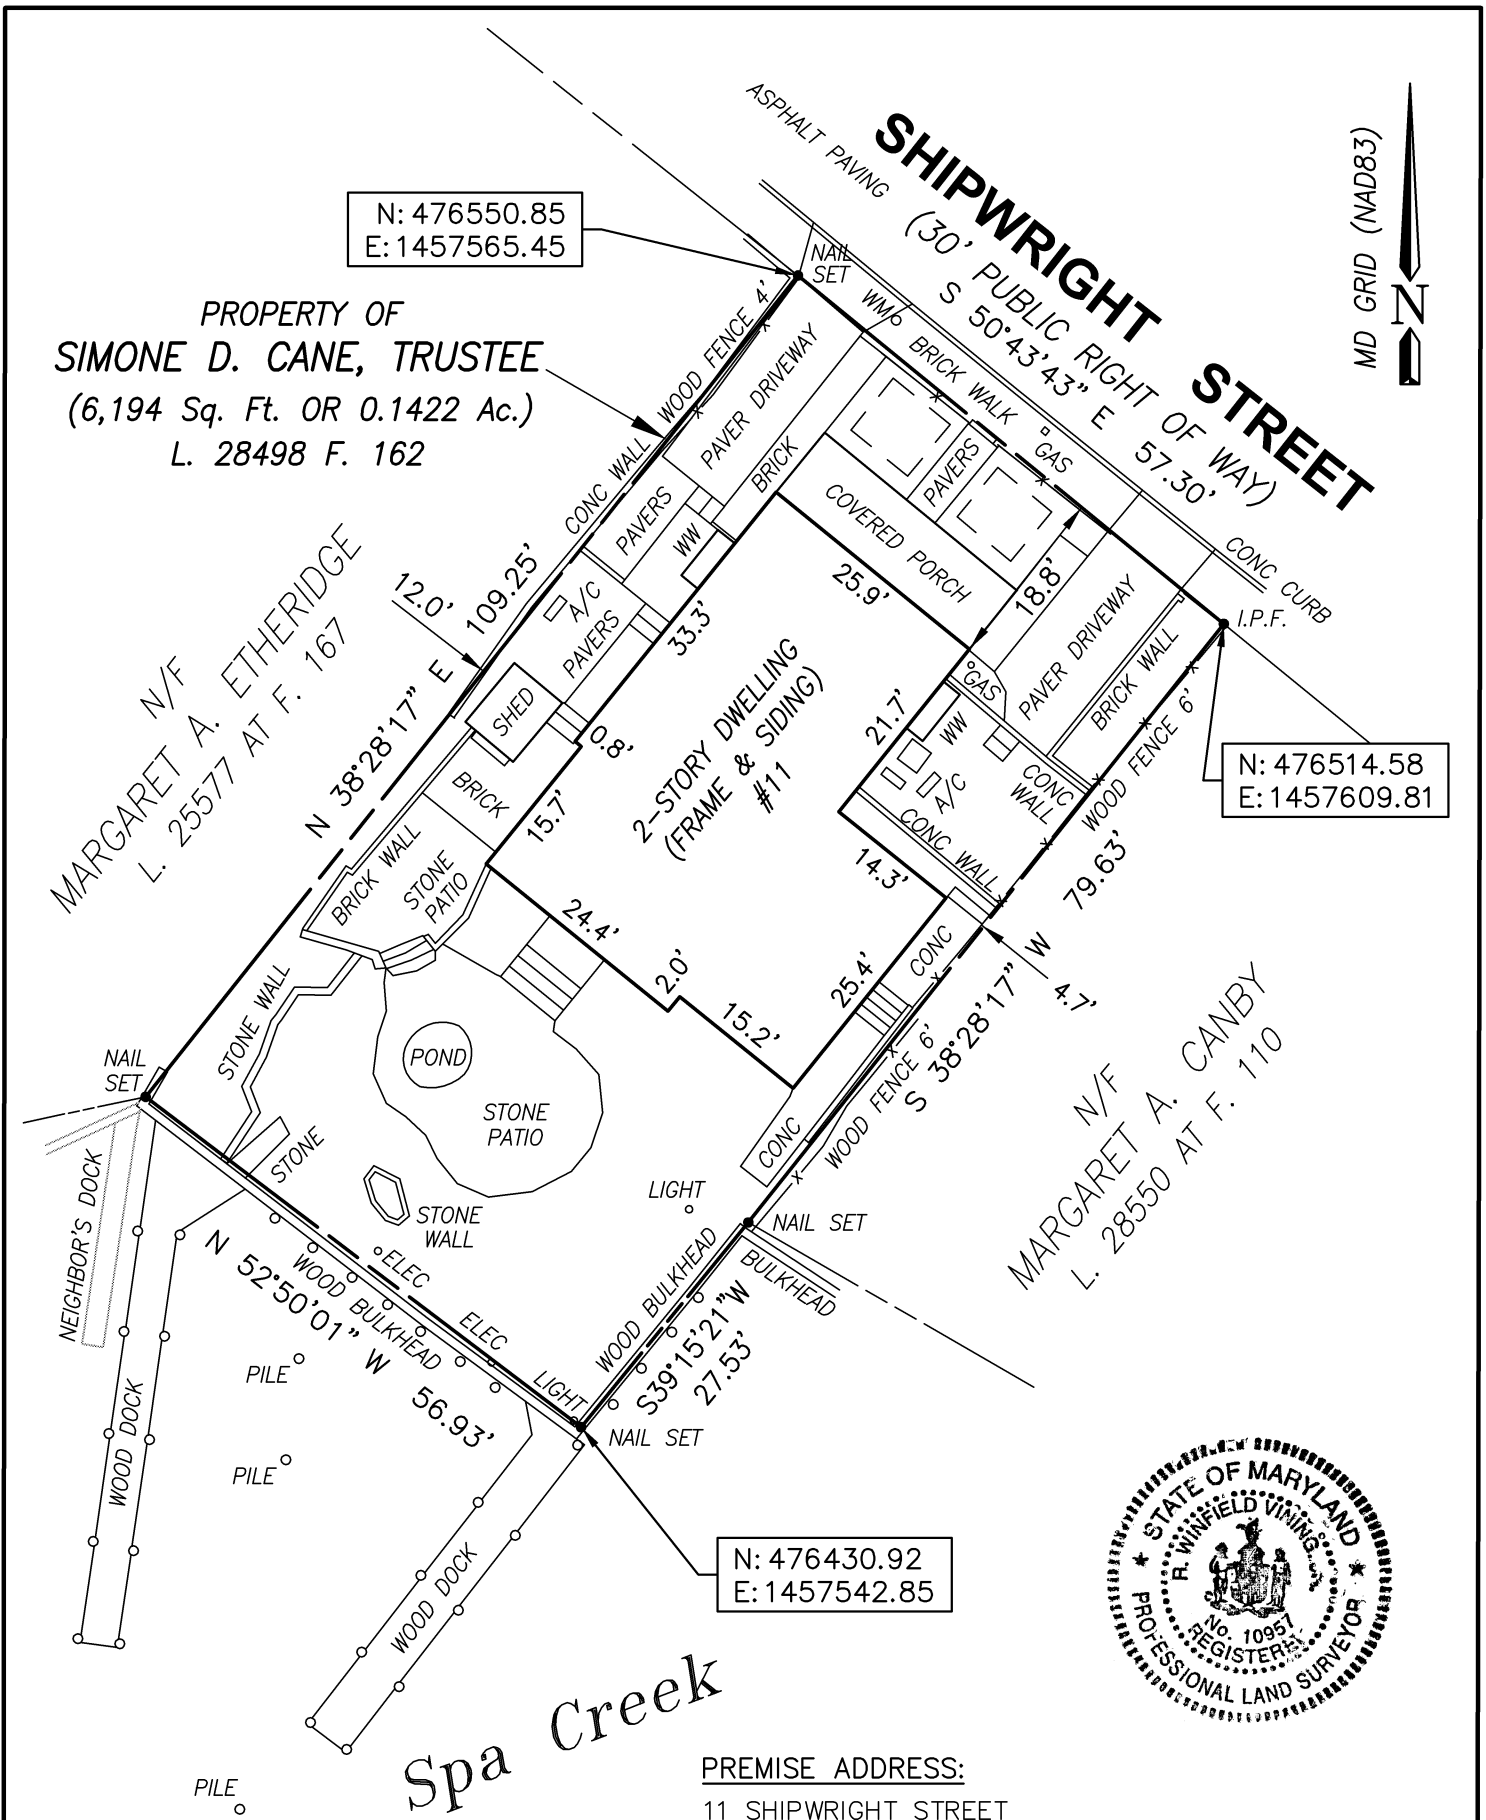 ASPHALT PAVING
SHIPWRIGHT STREET
(30' PUBLIC RIGHT OF WAY)
S 50°43'43" E 57.30'
MD GRID (NAD83)
N
N: 476550.85
E: 1457565.45
NAIL
SET
PROPERTY OF
SIMONE D. CANE, TRUSTEE
(6,194 Sq. Ft. OR 0.1422 Ac.)
L. 28498 F. 162
WM
BRICK WALK
GAS
CONC CURB
I.P.F.
WOOD FENCE 4'
CONC WALL
PAVER DRIVEWAY
BRICK
PAVERS
WW
PAVERS
COVERED PORCH
25.9'
18.8'
PAVER DRIVEWAY
BRICK WALL
WOOD FENCE 6'
N: 476514.58
E: 1457609.81
N/F
MARGARET A. ETHERIDGE
L. 25577 AT F. 167
12.0'
109.25'
N 38°28'17" E
A/C
PAVERS
33.3'
SHED
0.8'
2-STORY DWELLING
(FRAME & SIDING)
#11
21.7'
GAS
WW
A/C
CONC
WALL
CONC WALL
14.3'
79.63'
S 38°28'17" W
4.7'
BRICK
15.7'
BRICK WALL
STONE
PATIO
24.4'
2.0'
15.2'
25.4'
CONC
WOOD FENCE 6'
N/F
MARGARET A. CANBY
L. 28550 AT F. 110
STONE WALL
NAIL
SET
POND
STONE
PATIO
CONC
STONE
STONE
WALL
LIGHT
NAIL SET
NEIGHBOR'S DOCK
N 52°50'01" W 56.93'
WOOD BULKHEAD
ELEC
ELEC
LIGHT
WOOD BULKHEAD
BULKHEAD
S39°15'21"W
27.53'
NAIL SET
PILE
PILE
WOOD DOCK
WOOD DOCK
N: 476430.92
E: 1457542.85
STATE OF MARYLAND
R. WINFIELD VINING
No. 10957
REGISTERED
PROFESSIONAL LAND SURVEYOR
Spa Creek
PILE
PREMISE ADDRESS:
11 SHIPWRIGHT STREET